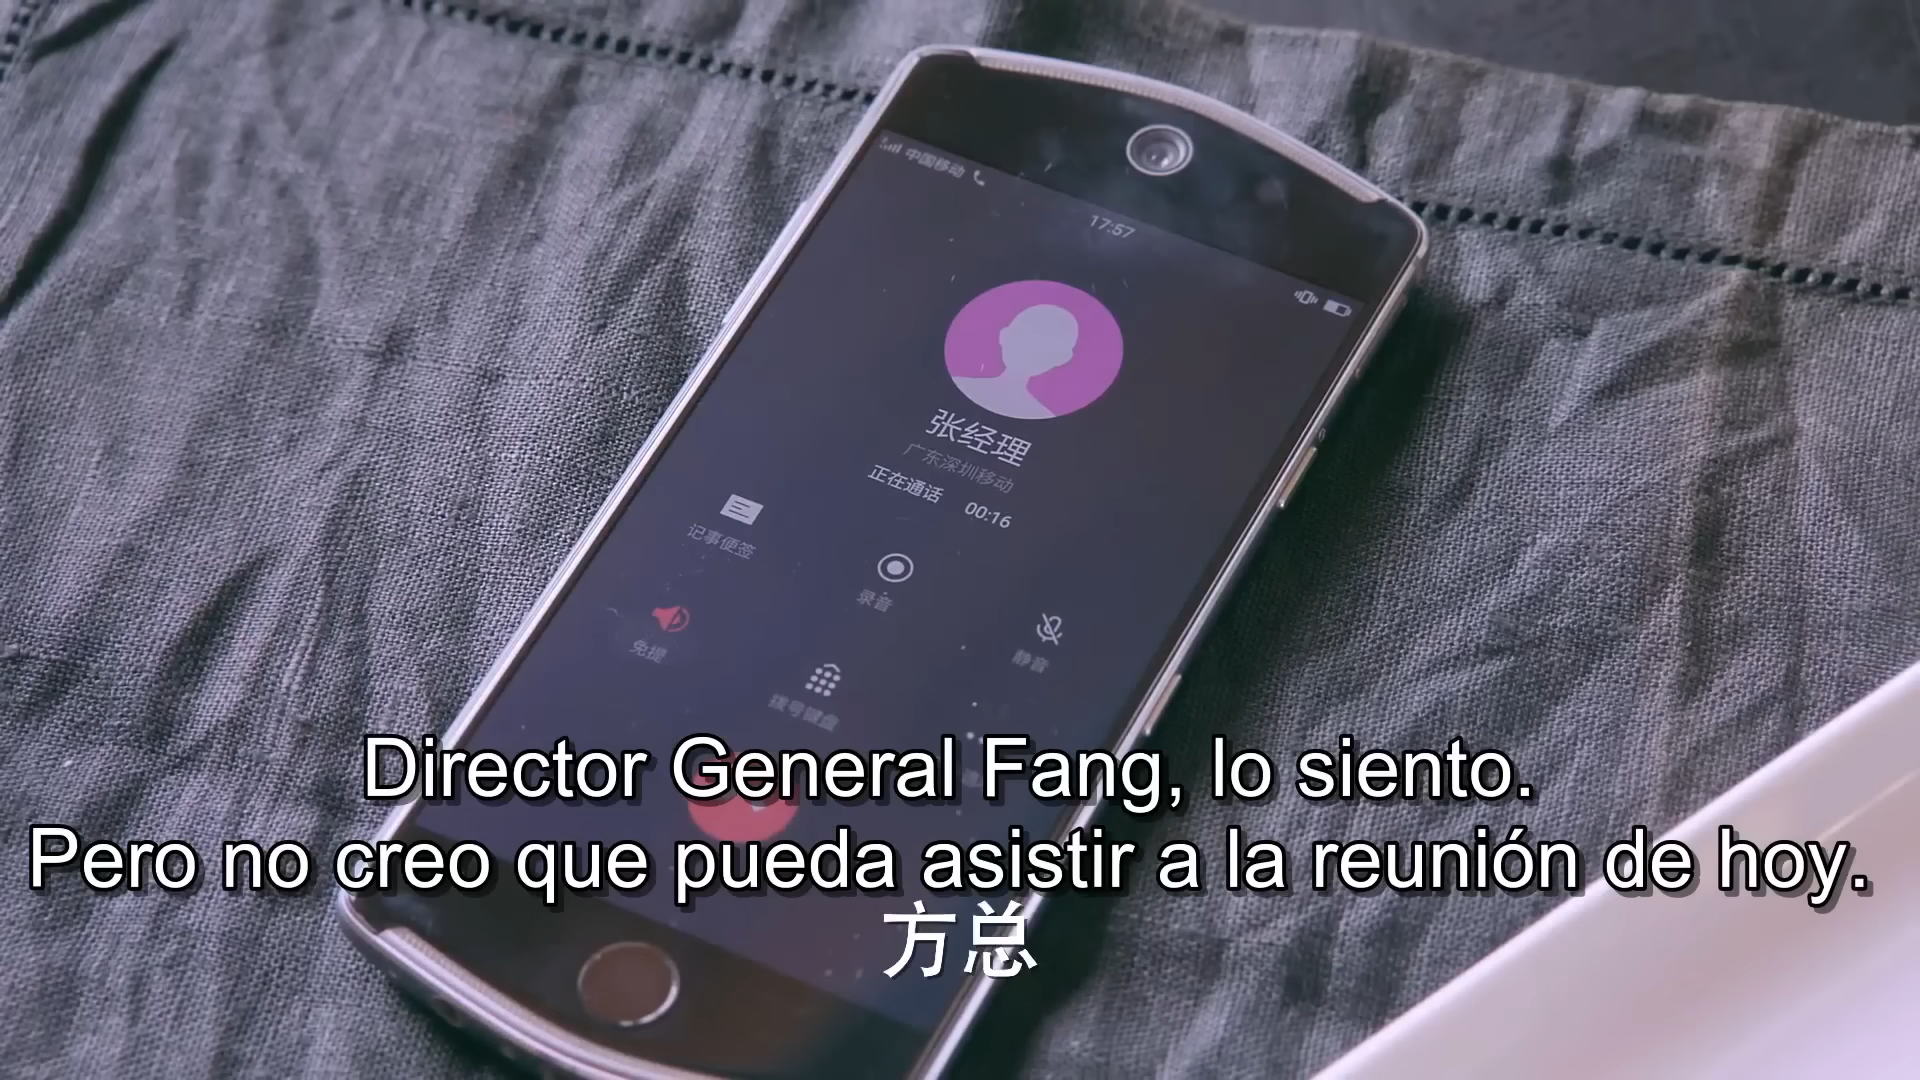 中国移动
17:57
张经理
广东深圳移动
正在通话 00:16
记事便签
录音
静音
免提
拨号键盘
Director General Fang, lo siento.
Pero no creo que pueda asistir a la reunión de hoy.
方总